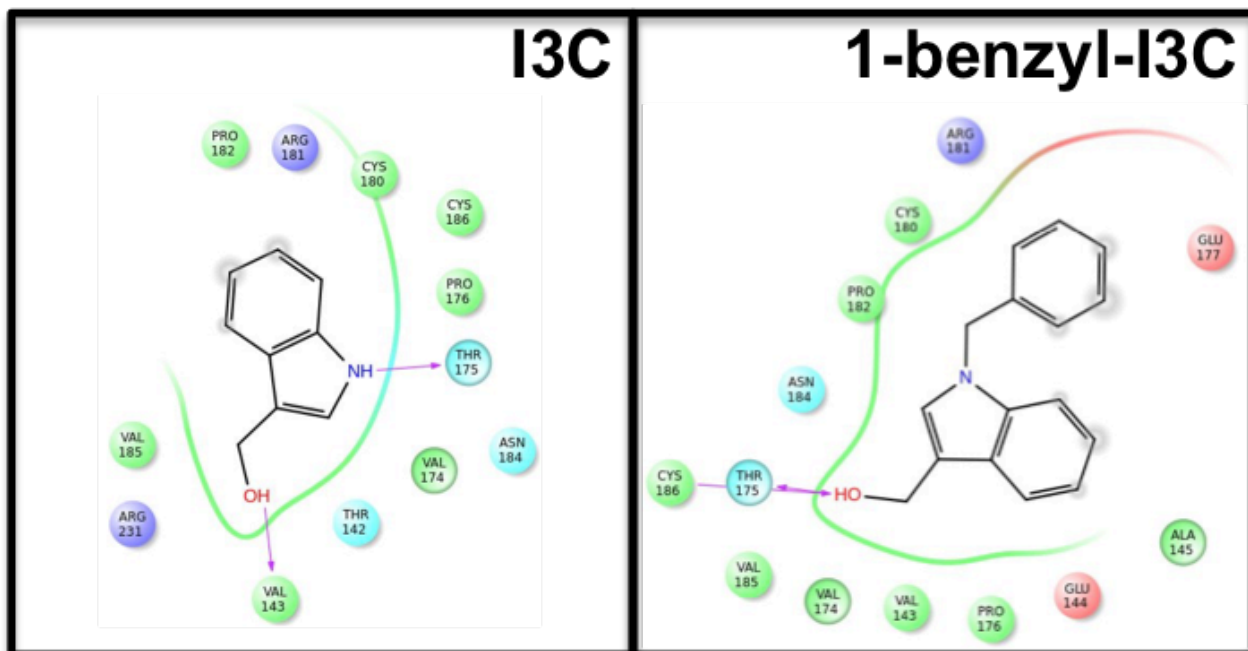 I3C
PRO
182
ARG
181
CYS
180
CYS
186
PRO
176
THR
175
NH
VAL
185
VAL
174
ASN
184
OH
ARG
231
THR
142
VAL
143
1-benzyl-I3C
ARG
181
CYS
180
GLU
177
PRO
182
N
ASN
184
CYS
186
THR
175
HO
ALA
145
VAL
185
VAL
174
VAL
143
PRO
176
GLU
144